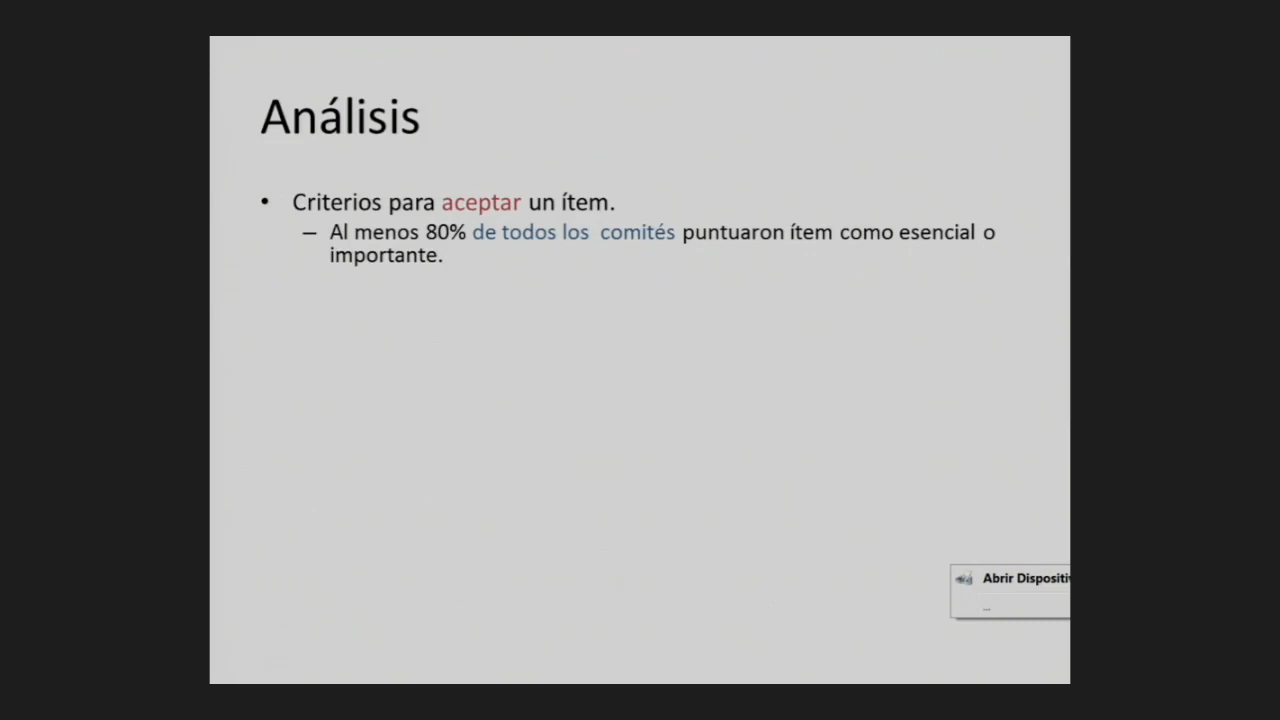 Análisis
• Criterios para aceptar un ítem.
– Al menos 80% de todos los comités puntuaron ítem como esencial o
importante.
Abrir